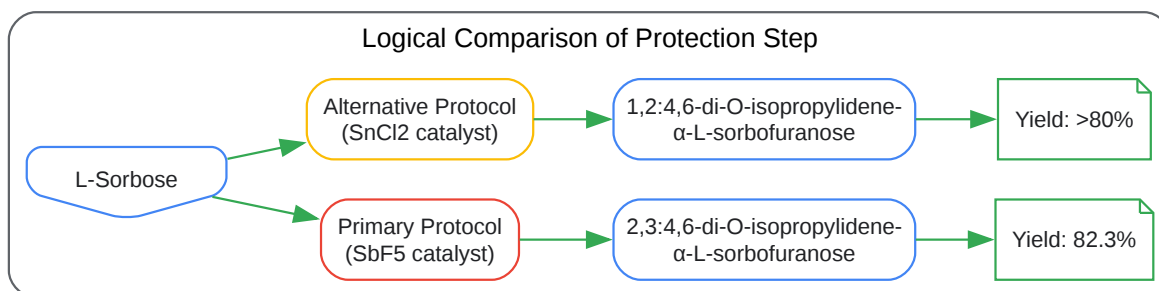 Logical Comparison of Protection Step
Alternative Protocol
(SnCl2 catalyst)
1,2:4,6-di-O-isopropylidene-
α-L-sorbofuranose
Yield: >80%
L-Sorbose
Primary Protocol
(SbF5 catalyst)
2,3:4,6-di-O-isopropylidene-
α-L-sorbofuranose
Yield: 82.3%